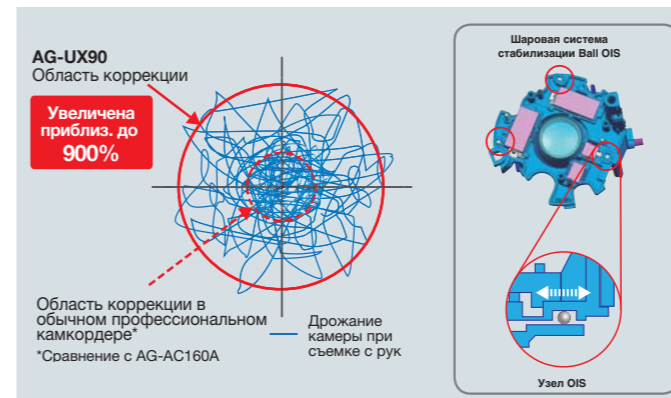 AG-UX90
Область коррекции
Увеличена
приблиз. до
900%
Область коррекции в
обычном профессиональном
камкордере*
*Сравнение с AG-AC160A
Дрожание
камеры при
съемке с рук
Шаровая система
стабилизации Ball OIS
Узел OIS